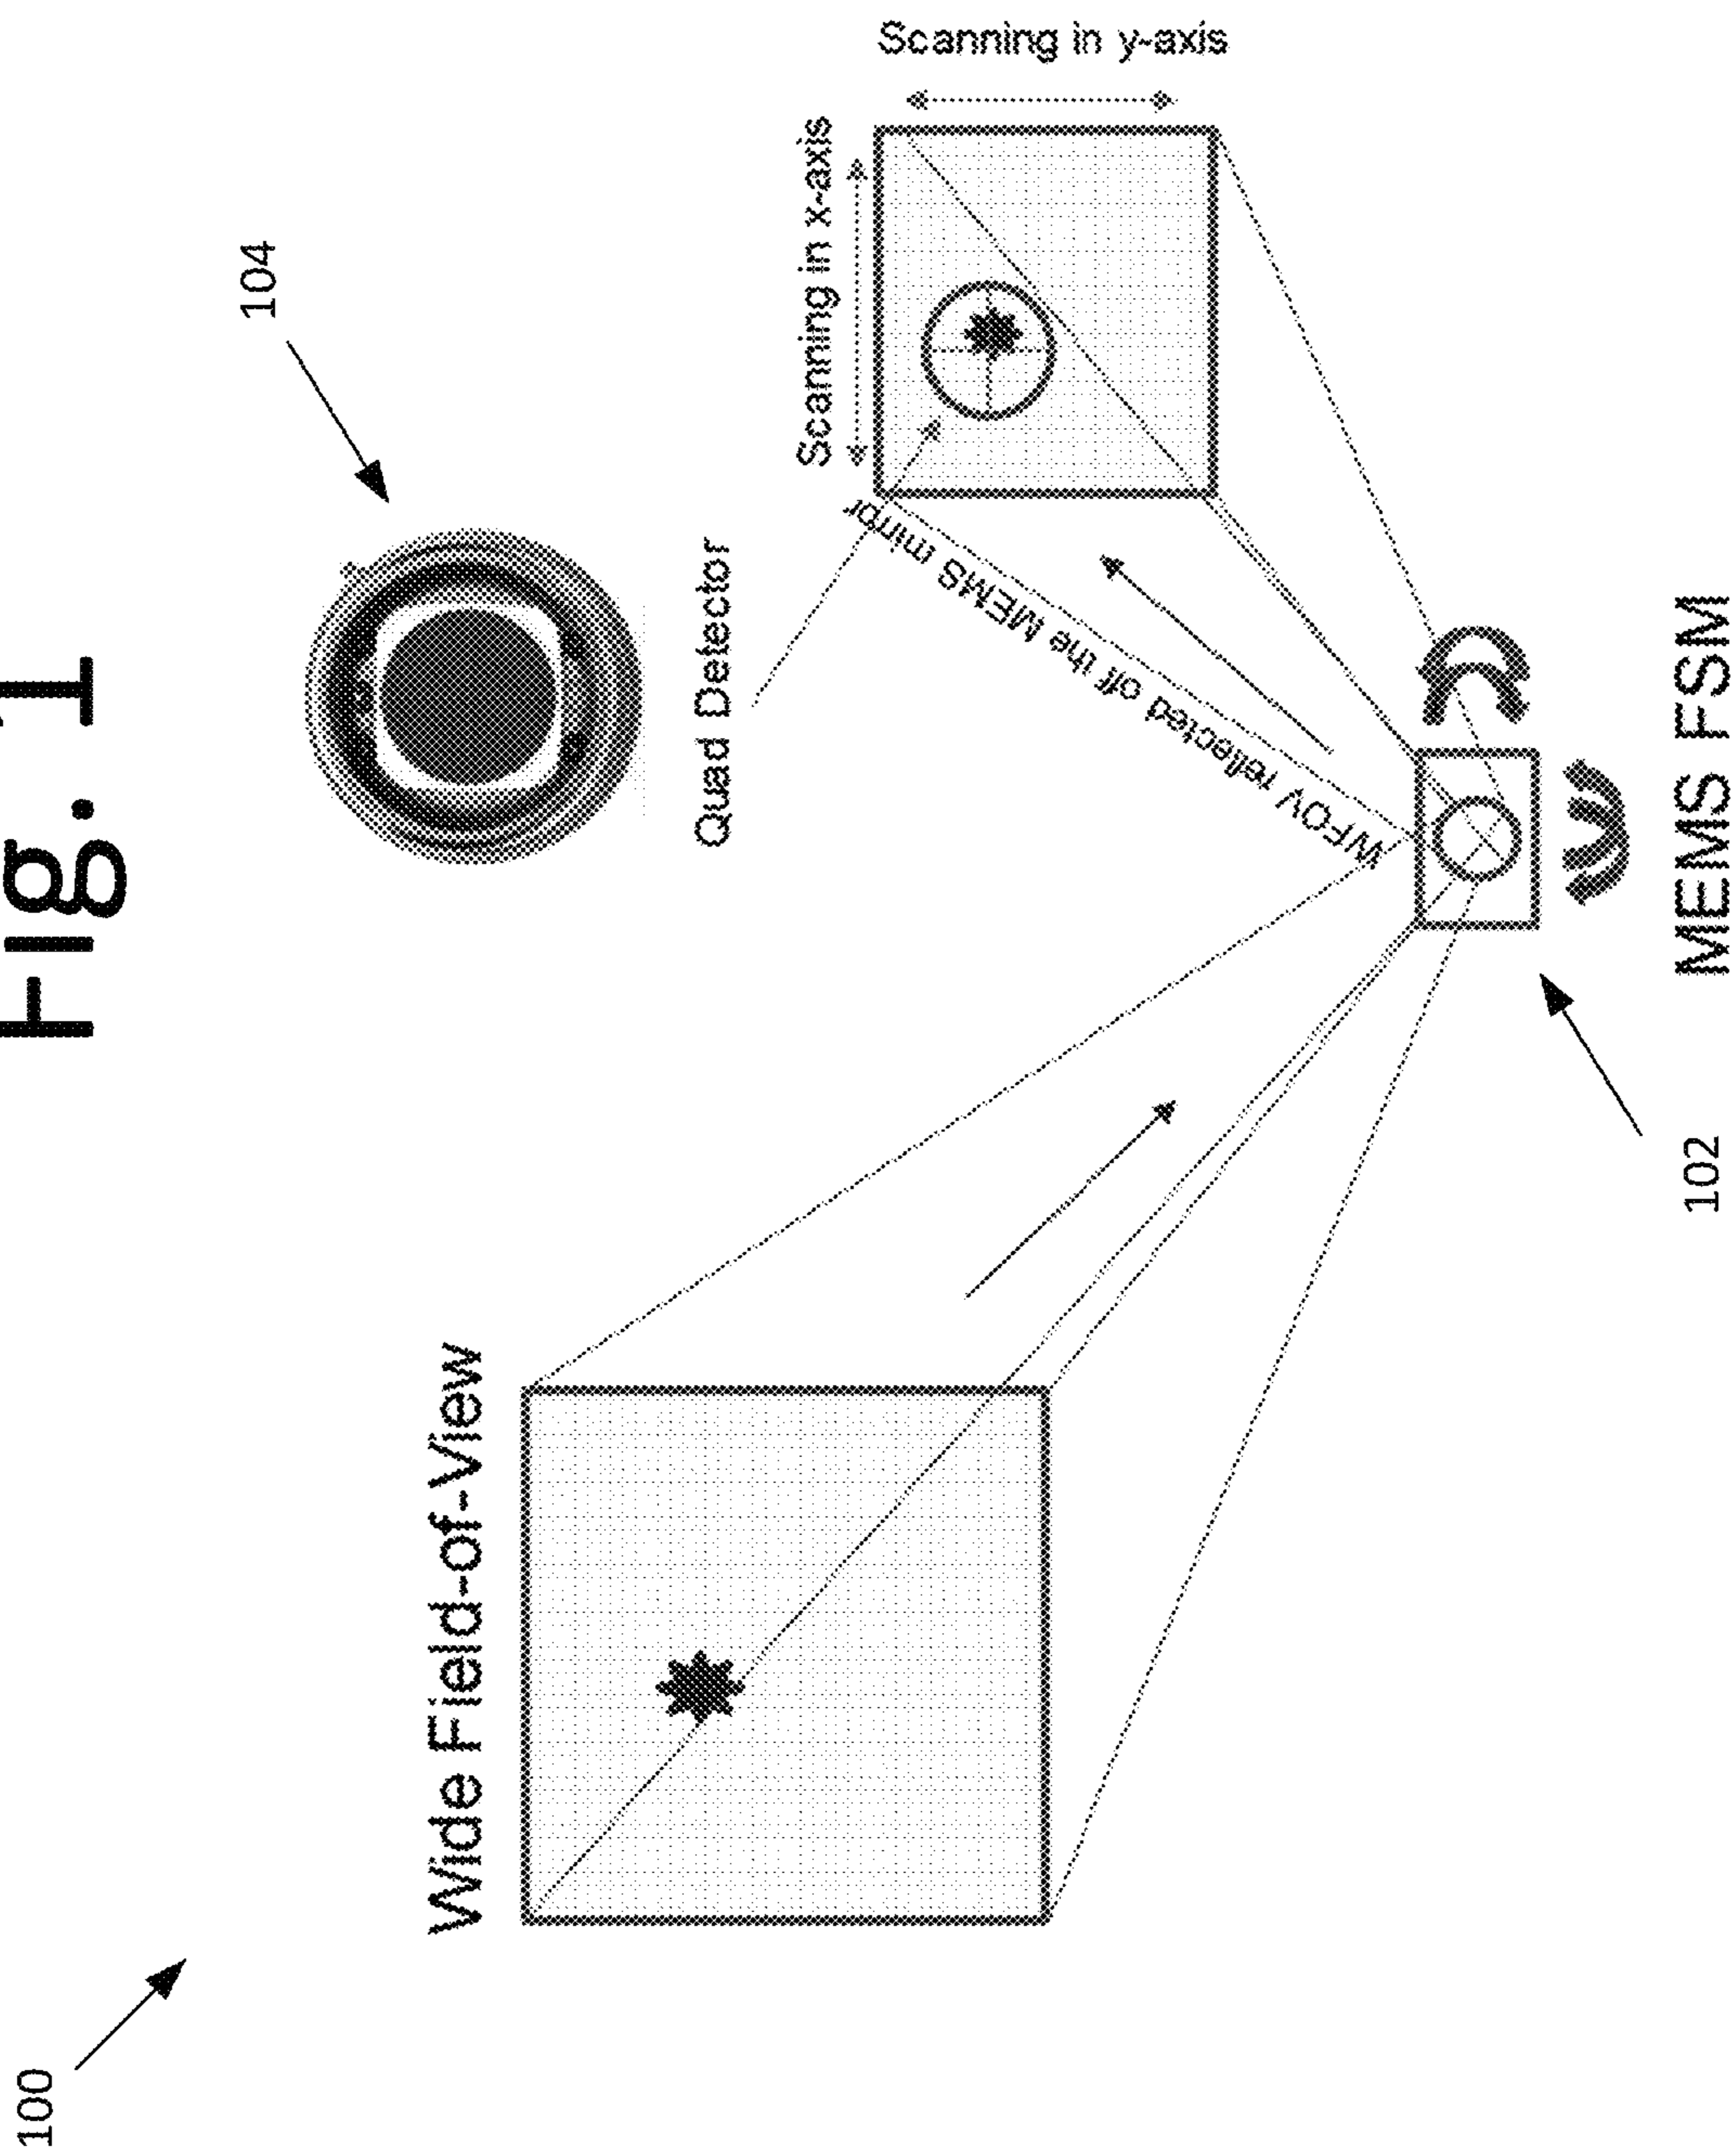 Fig. 1
100
104
Wide Field-of-View
Quad Detector
Scanning in x-axis
Scanning in y-axis
WFOV reflected off the MEMS mirror
102
MEMS FSM